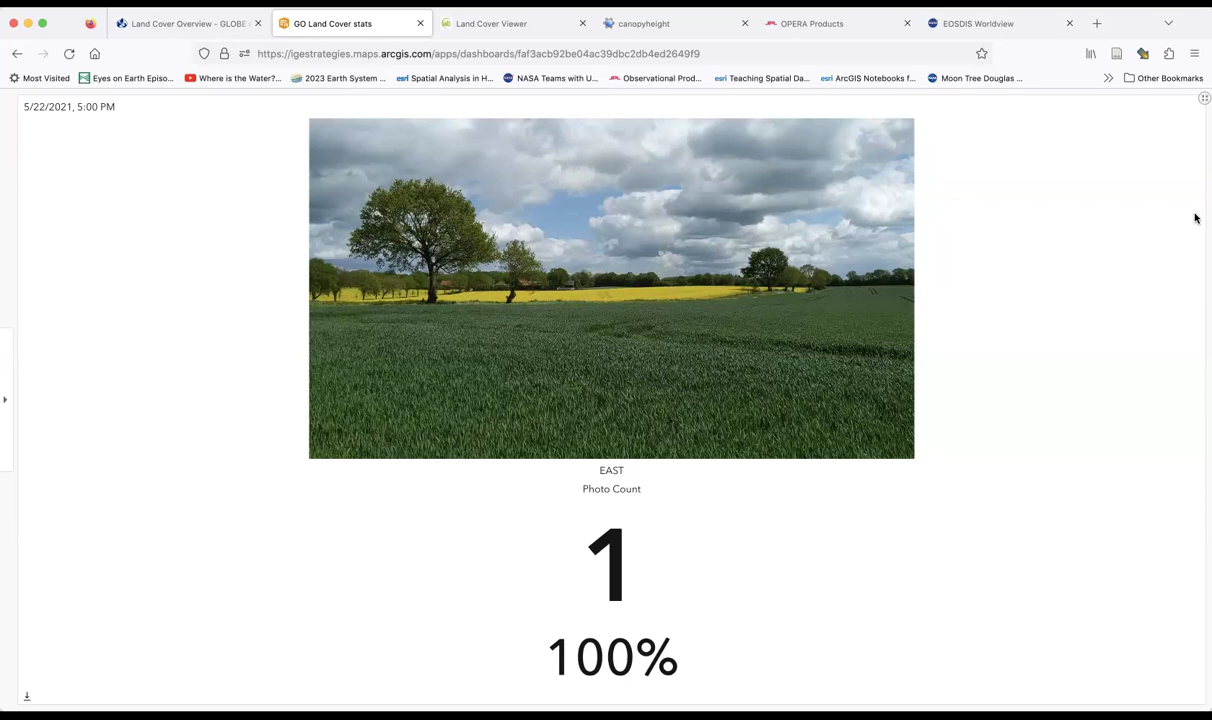 Land Cover Overview - GLOBE
GO Land Cover stats
Land Cover Viewer
canopyheight
OPERA Products
EOSDIS Worldview
https://igestrategies.maps.arcgis.com/apps/dashboards/faf3acb92be04ac39dbc2db4ed2649f9
Most Visited
Eyes on Earth Episo...
Where is the Water?...
2023 Earth System ...
esri Spatial Analysis in H...
NASA Teams with U...
Observational Prod...
esri Teaching Spatial Da...
esri ArcGIS Notebooks f...
Moon Tree Douglas ...
Other Bookmarks
5/22/2021, 5:00 PM
EAST
Photo Count
1
100%